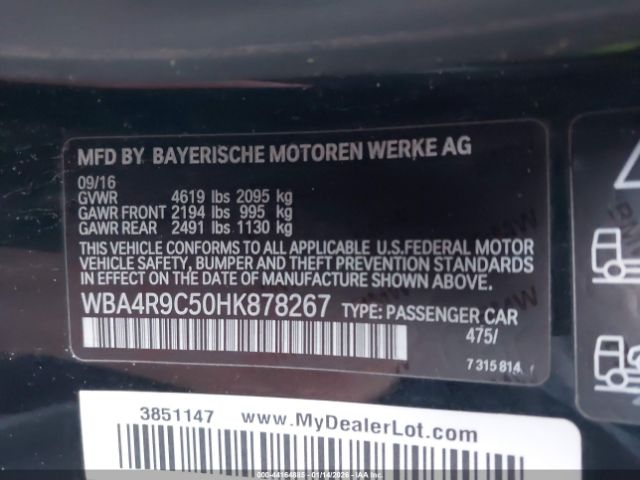 MFD BY BAYERISCHE MOTOREN WERKE AG
09/16
GVWR 4619 lbs 2095 kg
GAWR FRONT 2194 lbs 995 kg
GAWR REAR 2491 lbs 1130 kg
THIS VEHICLE CONFORMS TO ALL APPLICABLE U.S.FEDERAL MOTOR
VEHICLE SAFETY, BUMPER AND THEFT PREVENTION STANDARDS
IN EFFECT ON THE DATE OF MANUFACTURE SHOWN ABOVE.
WBA4R9C50HK878267 TYPE: PASSENGER CAR
475/
7 315 814
3851147 www.MyDealerLot.com
000-44164885 - 01/14/2026 - IAA Inc.